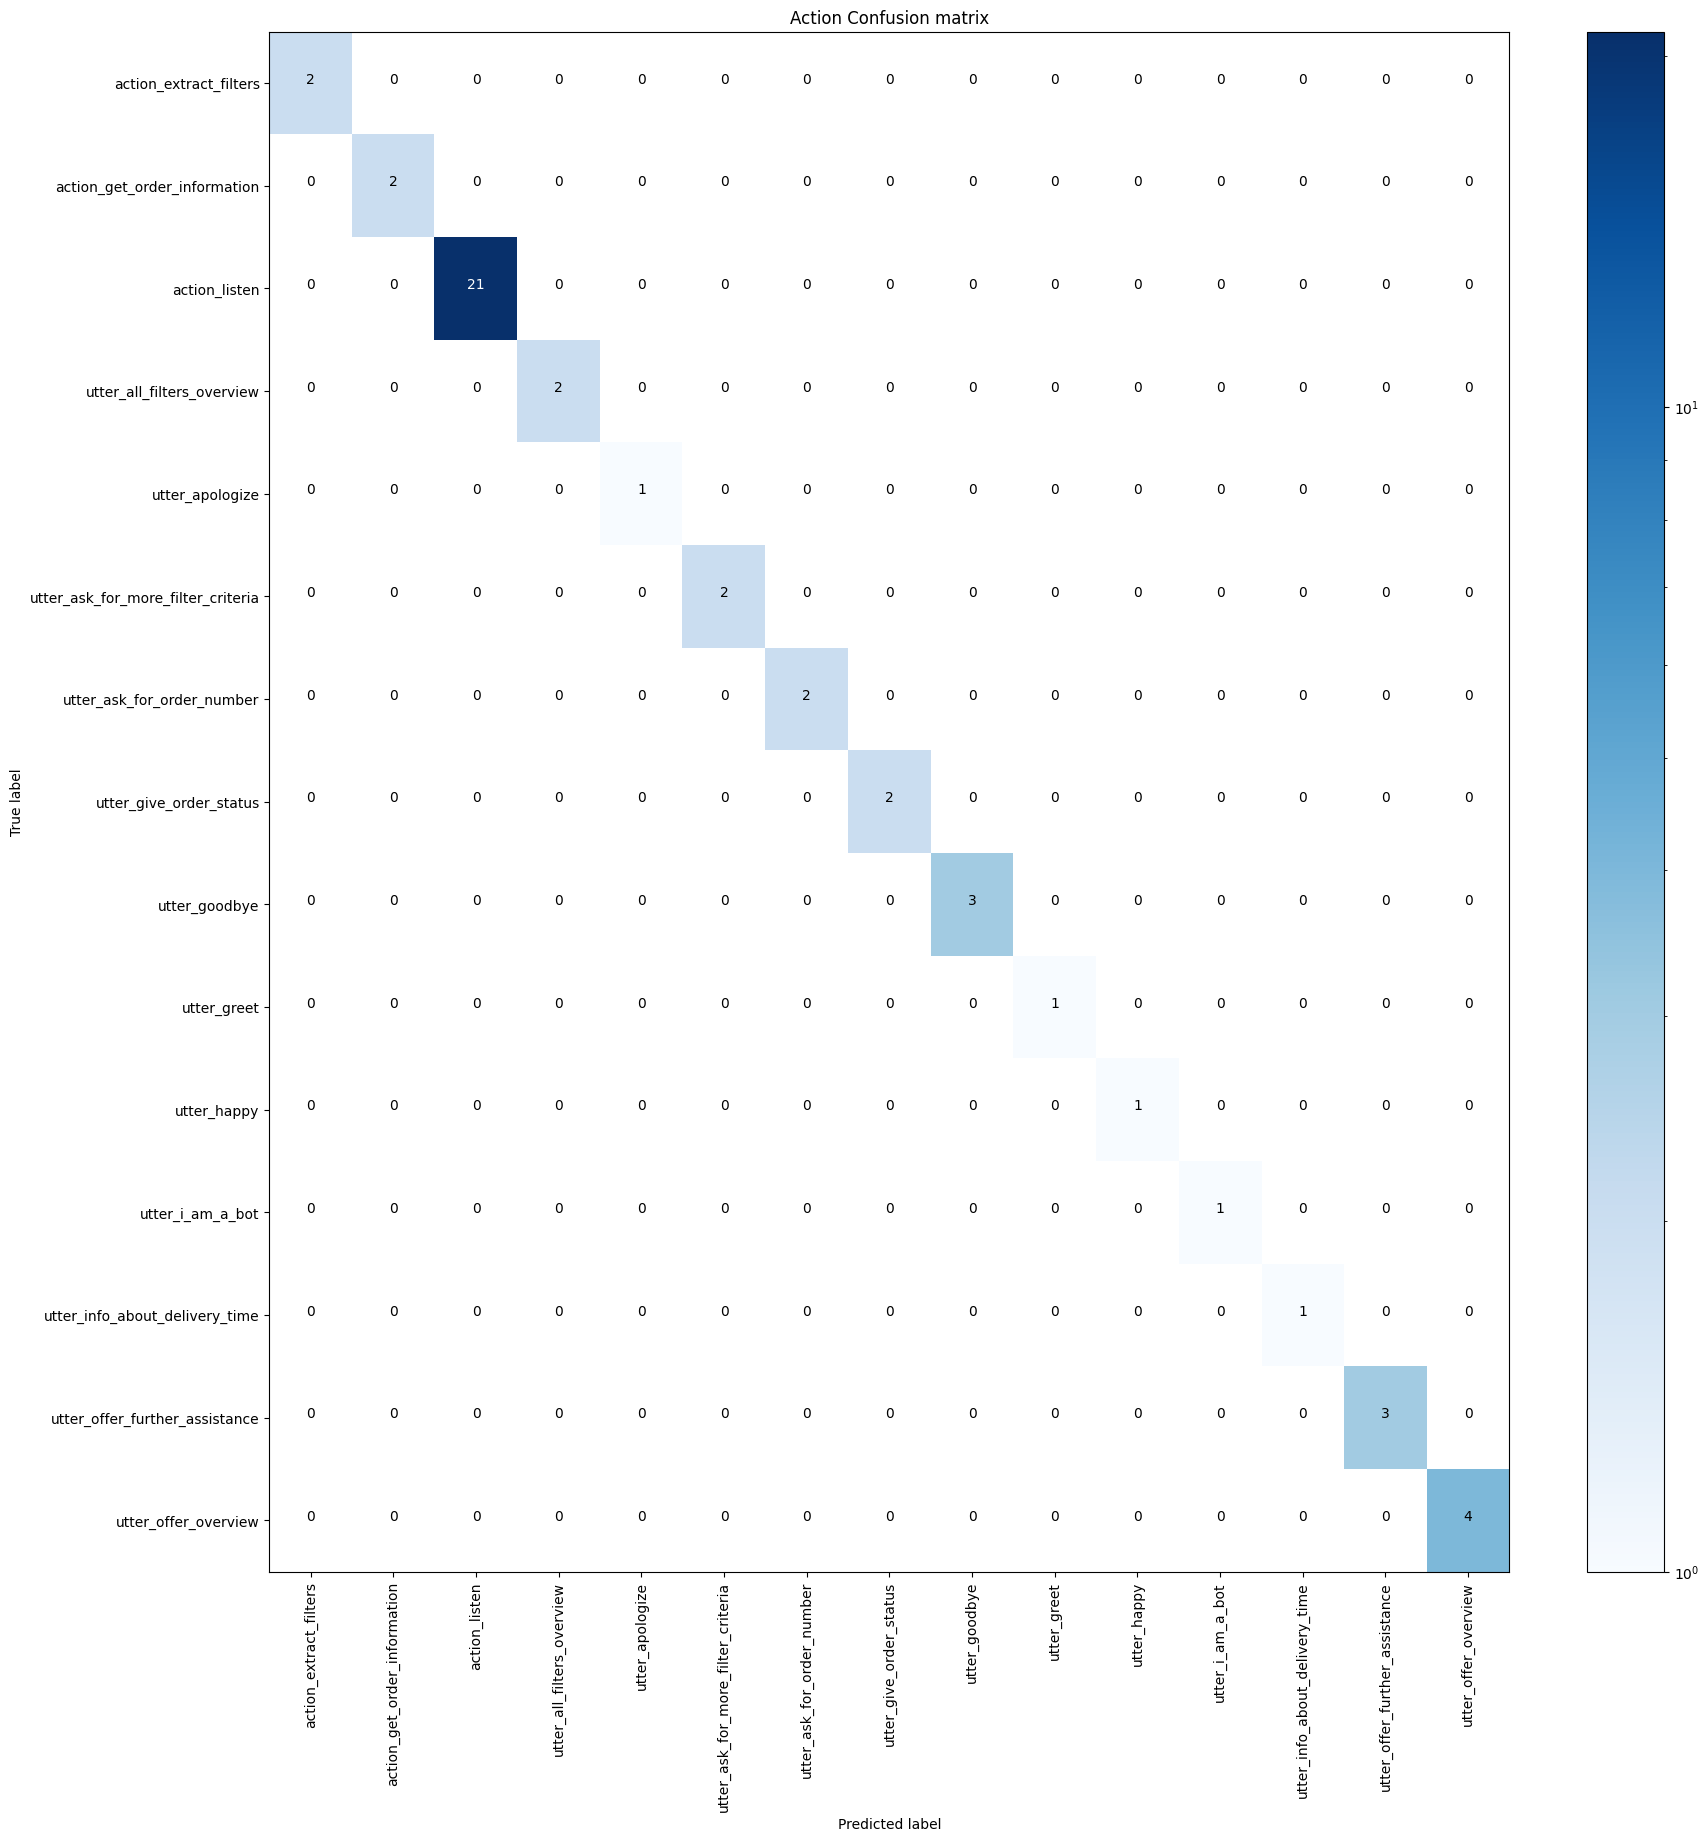 Action Confusion matrix
action_extract_filters 2 0 0 0 0 0 0 0 0 0 0 0 0 0 0
action_get_order_information 0 2 0 0 0 0 0 0 0 0 0 0 0 0 0
action_listen 0 0 21 0 0 0 0 0 0 0 0 0 0 0 0
utter_all_filters_overview 0 0 0 2 0 0 0 0 0 0 0 0 0 0 0
utter_apologize 0 0 0 0 1 0 0 0 0 0 0 0 0 0 0
utter_ask_for_more_filter_criteria 0 0 0 0 0 2 0 0 0 0 0 0 0 0 0
utter_ask_for_order_number 0 0 0 0 0 0 2 0 0 0 0 0 0 0 0
utter_give_order_status 0 0 0 0 0 0 0 2 0 0 0 0 0 0 0
utter_goodbye 0 0 0 0 0 0 0 0 3 0 0 0 0 0 0
utter_greet 0 0 0 0 0 0 0 0 0 1 0 0 0 0 0
utter_happy 0 0 0 0 0 0 0 0 0 0 1 0 0 0 0
utter_i_am_a_bot 0 0 0 0 0 0 0 0 0 0 0 1 0 0 0
utter_info_about_delivery_time 0 0 0 0 0 0 0 0 0 0 0 0 1 0 0
utter_offer_further_assistance 0 0 0 0 0 0 0 0 0 0 0 0 0 3 0
utter_offer_overview 0 0 0 0 0 0 0 0 0 0 0 0 0 0 4
True label
action_extract_filters
action_get_order_information
action_listen
utter_all_filters_overview
utter_apologize
utter_ask_for_more_filter_criteria
utter_ask_for_order_number
utter_give_order_status
utter_goodbye
utter_greet
utter_happy
utter_i_am_a_bot
utter_info_about_delivery_time
utter_offer_further_assistance
utter_offer_overview
Predicted label
10¹
10⁰